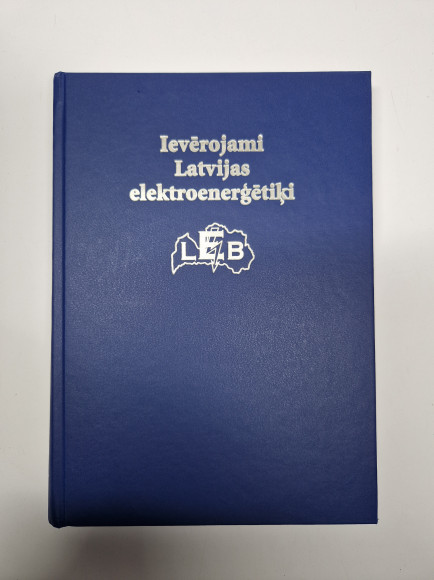 Ievērojami
Latvijas
elektroenerģētiķi
LEB